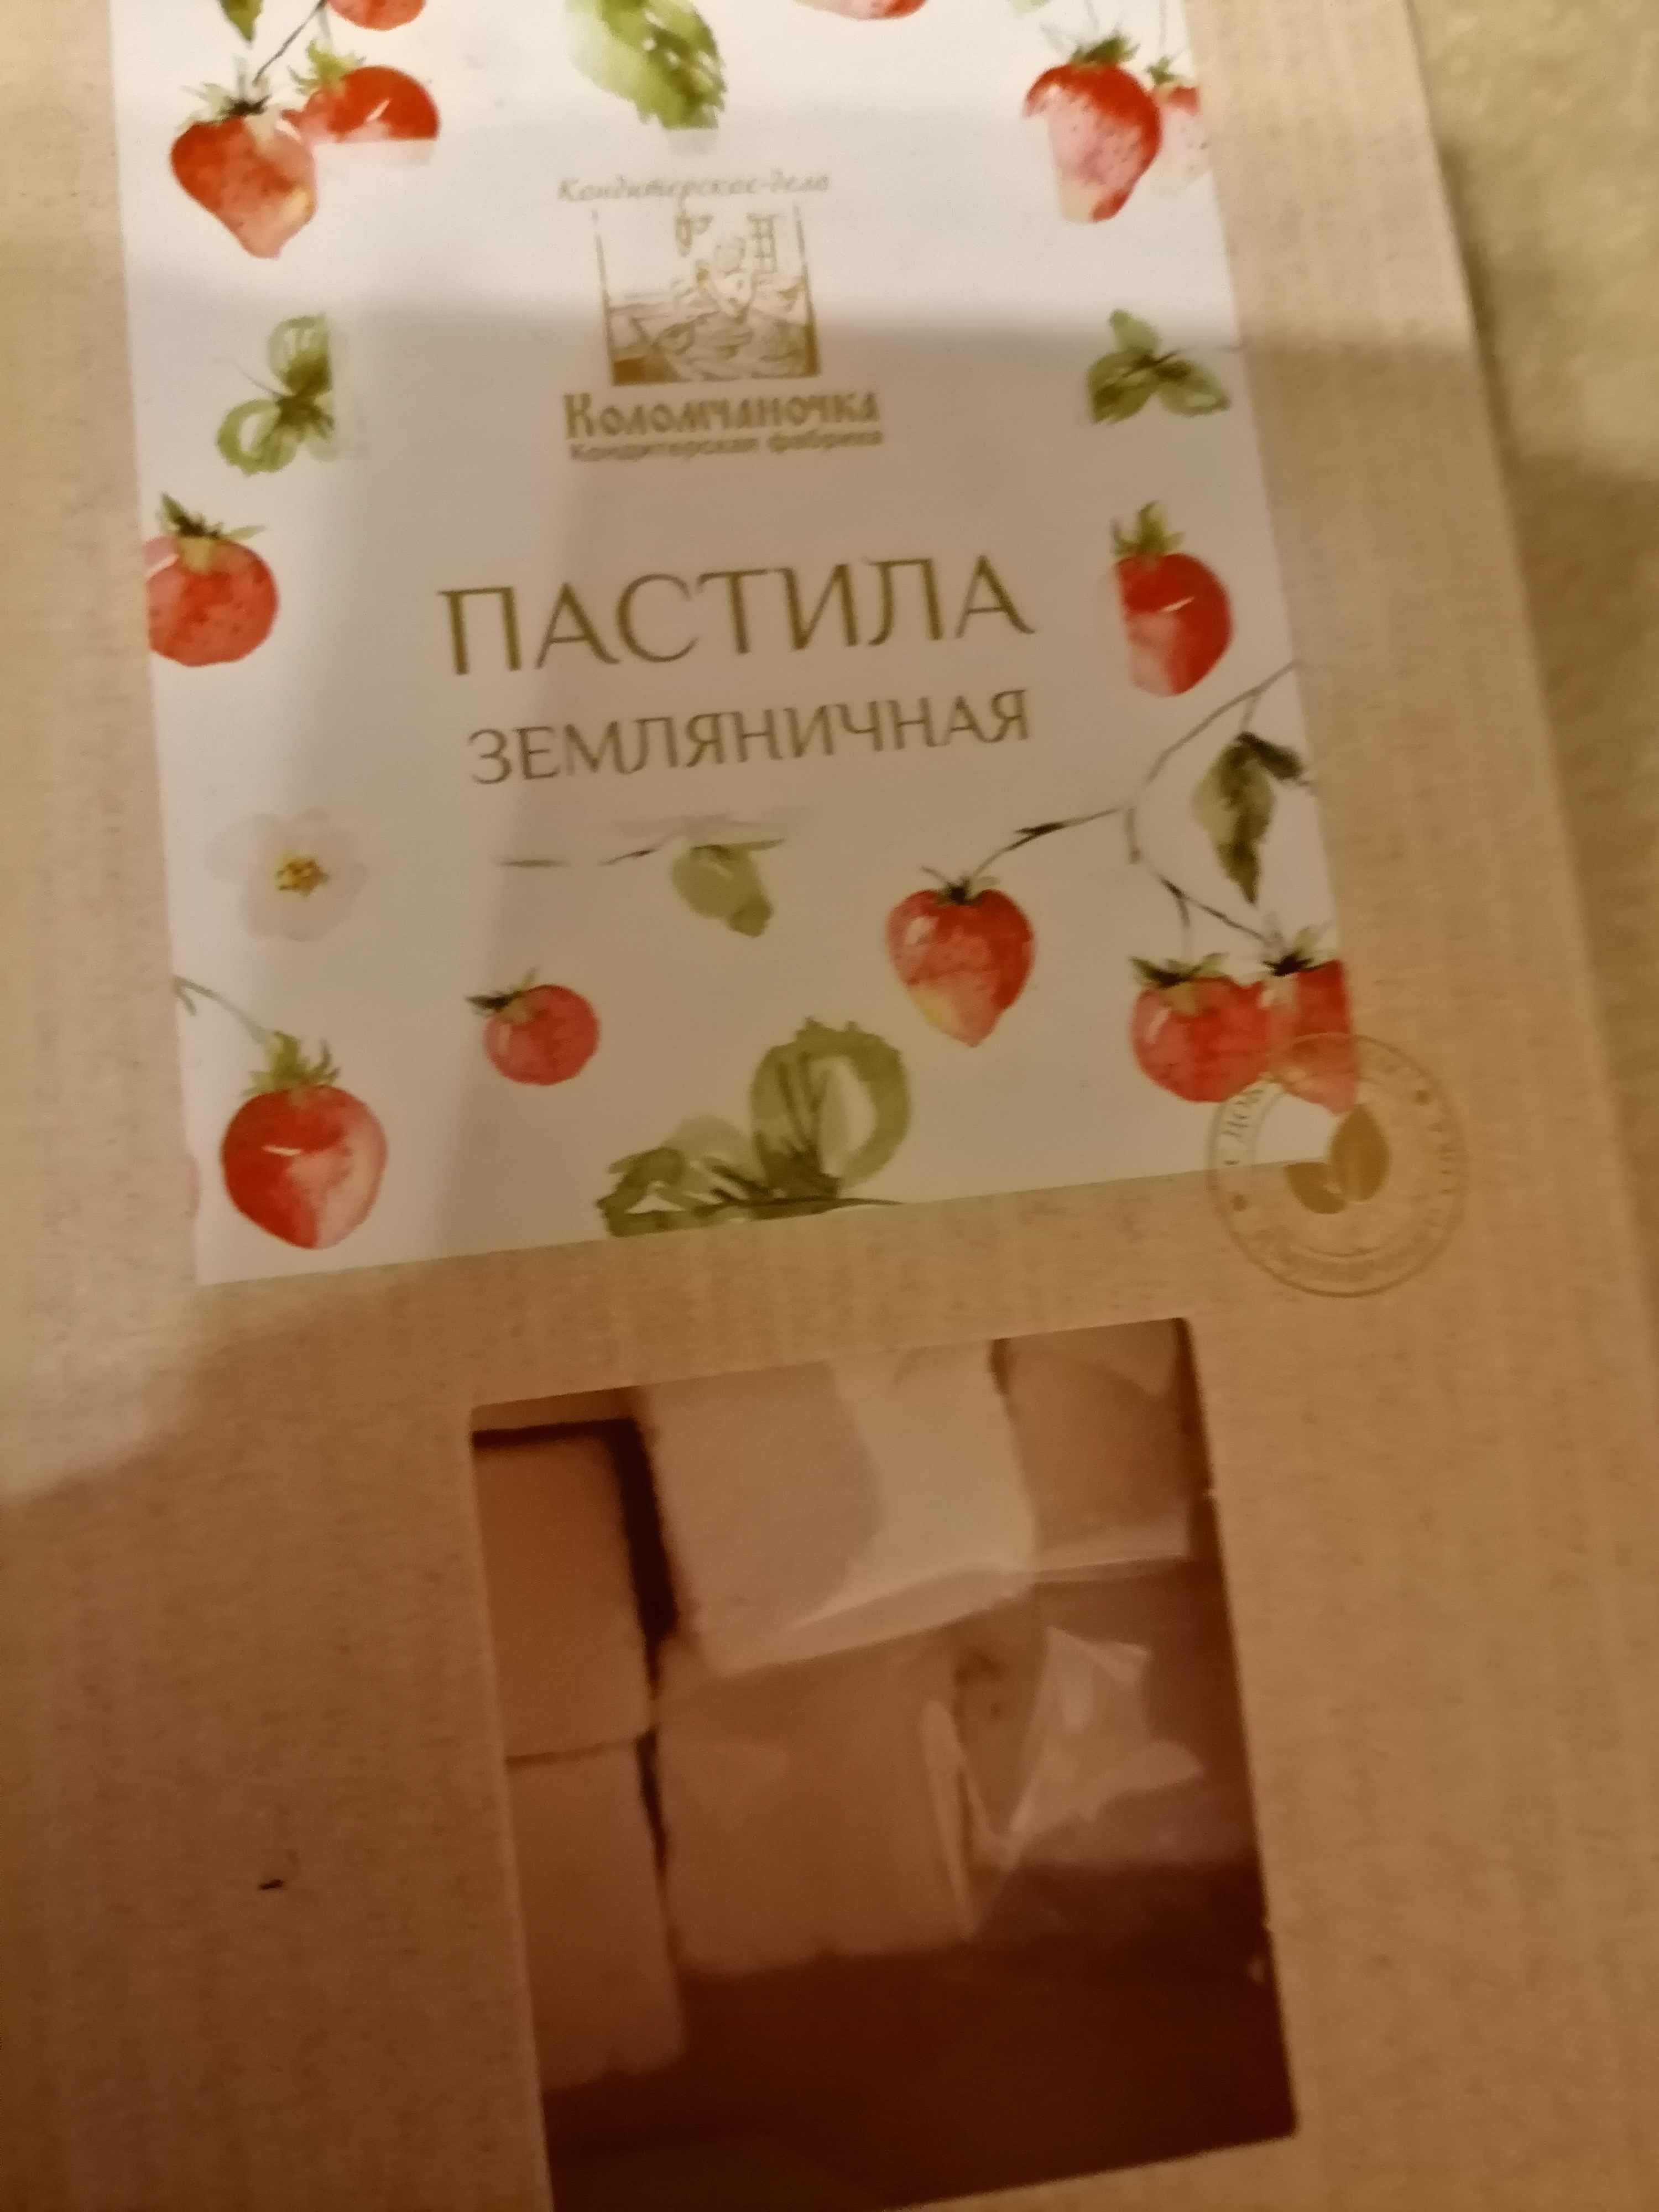 Кондитерское-дело
Коломчаночка
Кондитерская фабрика
ПАСТИЛА
ЗЕМЛЯНИЧНАЯ